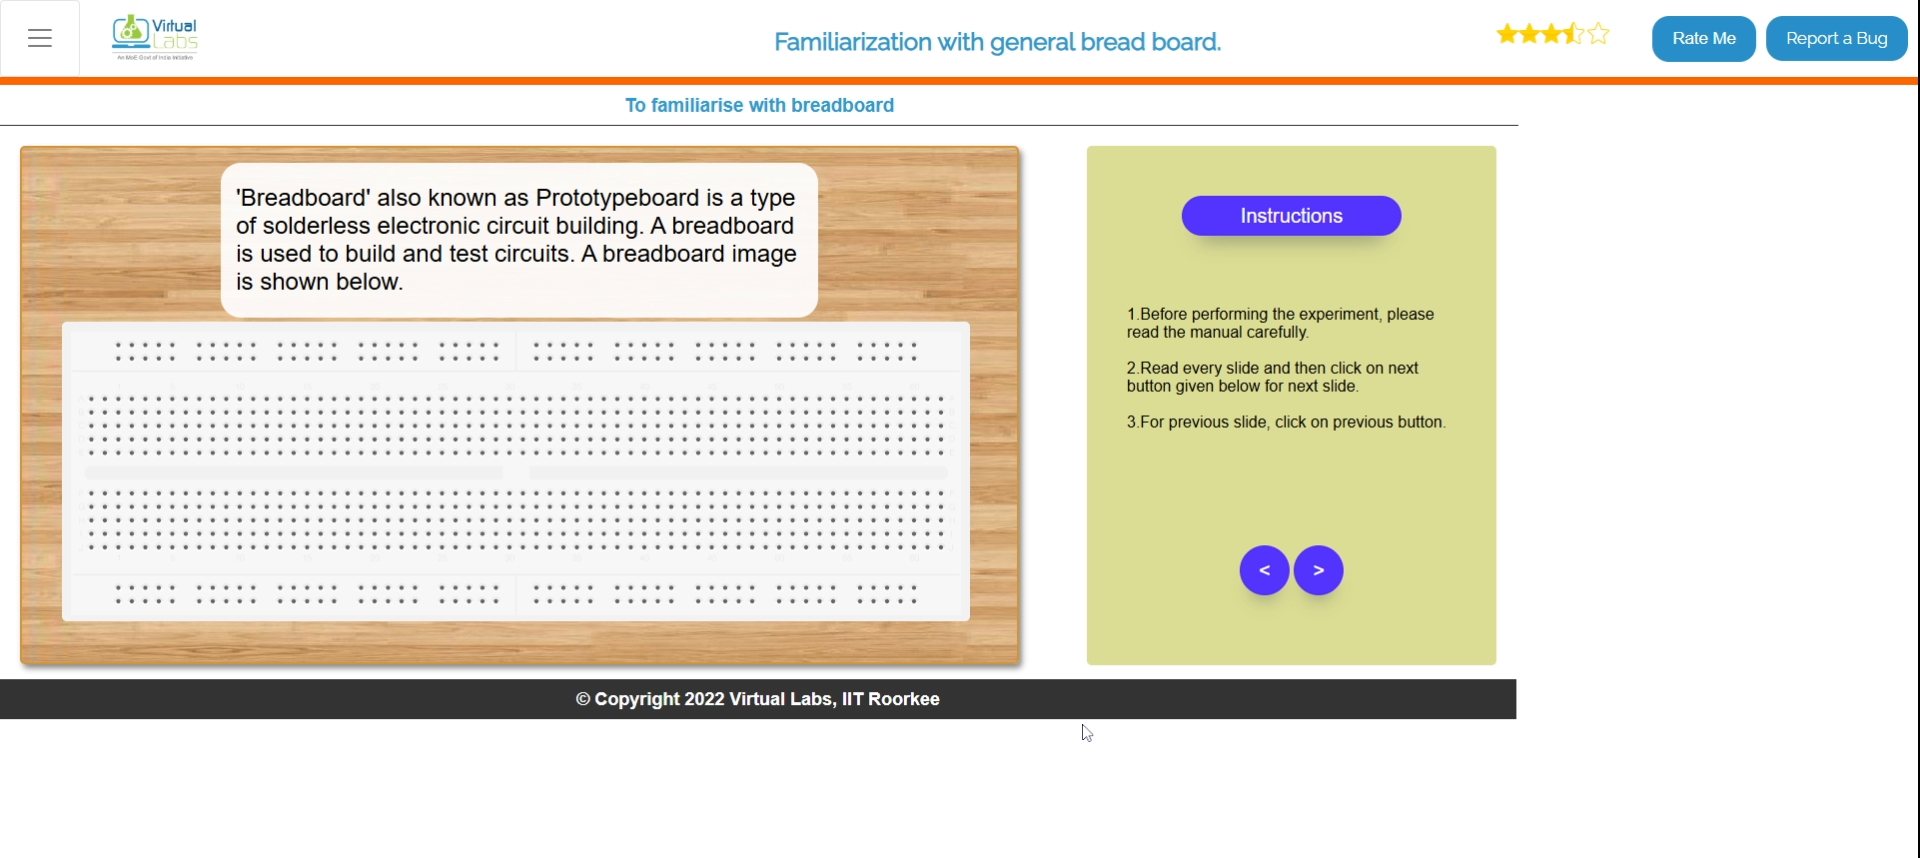 Virtual
Labs
An MoE Govt of India Initiative
Familiarization with general bread board.
Rate Me
Report a Bug
To familiarise with breadboard
'Breadboard' also known as Prototypeboard is a type
of solderless electronic circuit building. A breadboard
is used to build and test circuits. A breadboard image
is shown below.
Instructions
1.Before performing the experiment, please
read the manual carefully.
2.Read every slide and then click on next
button given below for next slide.
3.For previous slide, click on previous button.
< >
© Copyright 2022 Virtual Labs, IIT Roorkee